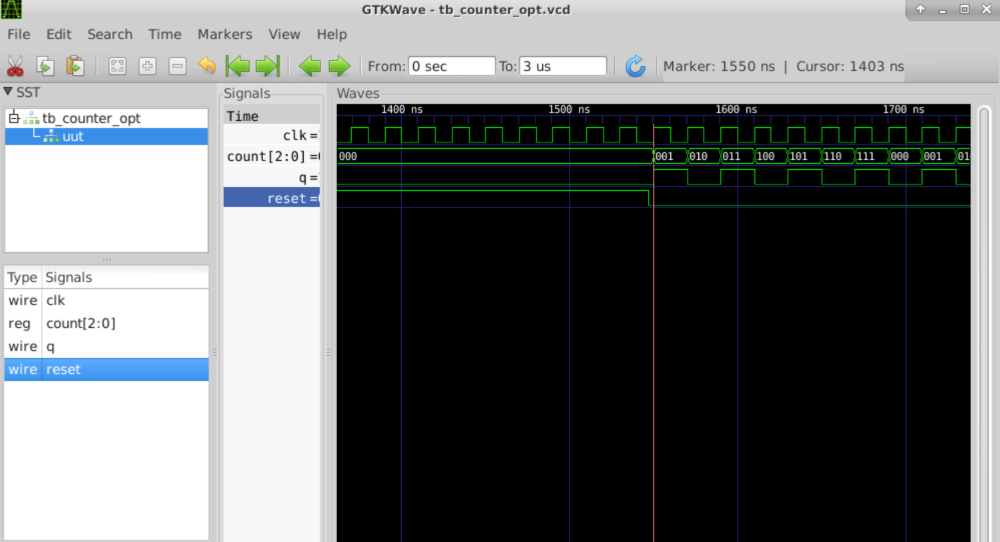 GTKWave - tb_counter_opt.vcd
File Edit Search Time Markers View Help
From: 0 sec To: 3 us Marker: 1550 ns | Cursor: 1403 ns
SST
tb_counter_opt
uut
Type Signals
wire clk
reg count[2:0]
wire q
wire reset
Signals
Time
clk =
count[2:0] =
q =
reset =
Waves
1400 ns 1500 ns 1600 ns 1700 ns
000 001 010 011 100 101 110 111 000 001 01